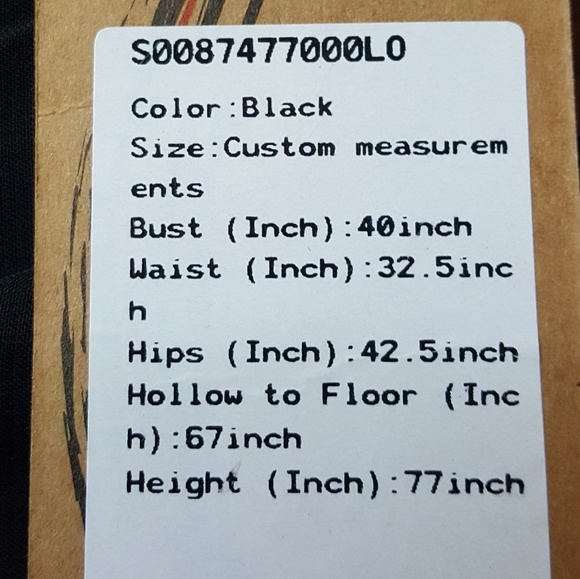 S0087477000LO
Color:Black
Size:Custom measurem
ents
Bust (Inch):40inch
Waist (Inch):32.5inc
h
Hips (Inch):42.5inch
Hollow to Floor (Inc
h):67inch
Height (Inch):77inch